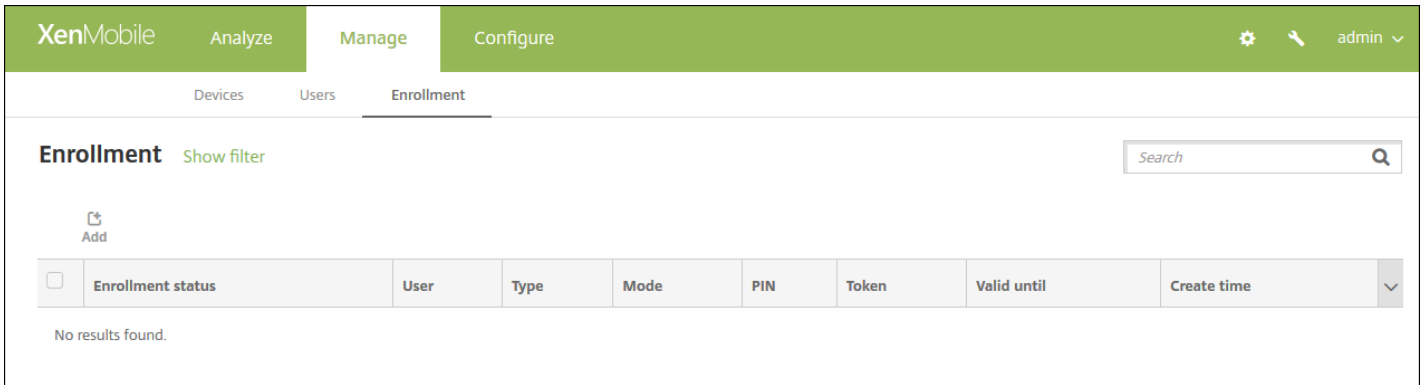 XenMobile Analyze Manage Configure admin
Devices Users Enrollment
Enrollment Show filter Search
Add
Enrollment status User Type Mode PIN Token Valid until Create time
No results found.